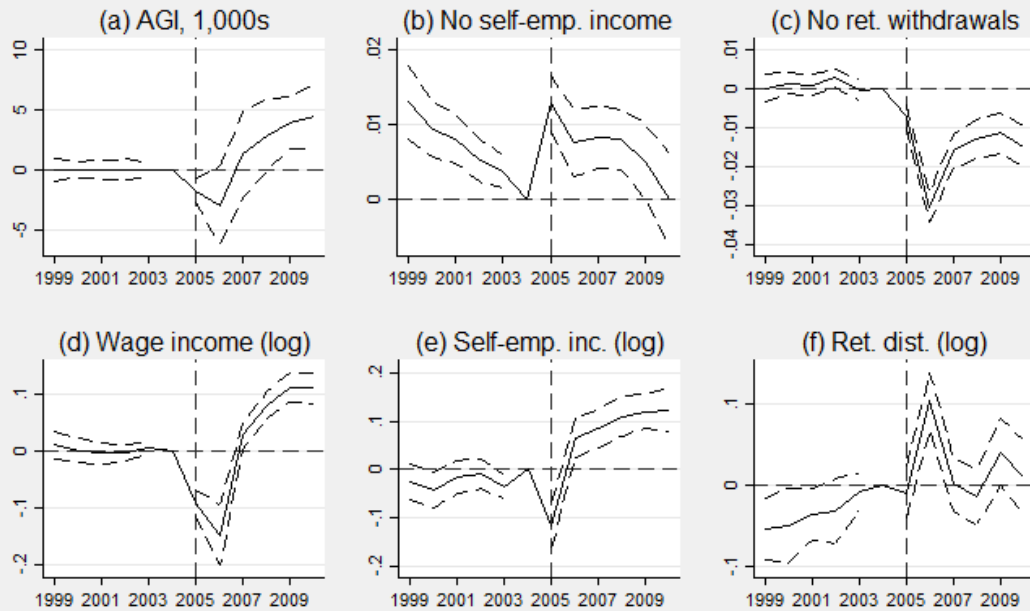 (a) AGI, 1,000s
10
5
0
-5
1999 2001 2003 2005 2007 2009
(b) No self-emp. income
.02
.01
0
1999 2001 2003 2005 2007 2009
(c) No ret. withdrawals
.01
0
-.01
-.02
-.03
-.04
1999 2001 2003 2005 2007 2009
(d) Wage income (log)
.1
0
-.1
-.2
1999 2001 2003 2005 2007 2009
(e) Self-emp. inc. (log)
.2
.1
0
-.1
-.2
1999 2001 2003 2005 2007 2009
(f) Ret. dist. (log)
.1
0
-.1
1999 2001 2003 2005 2007 2009